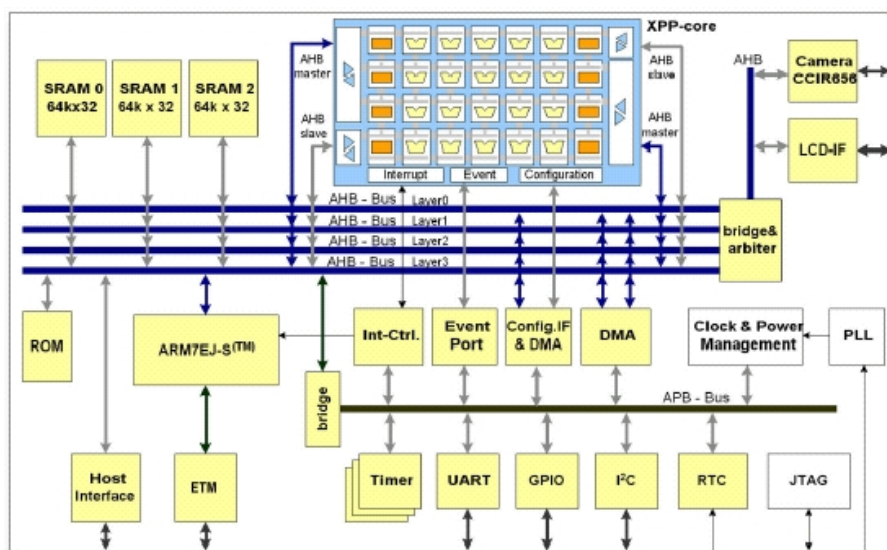 XPP-core
SRAM 0
64kx32
SRAM 1
64k x 32
SRAM 2
64k x 32
AHB
master
AHB
slave
AHB
slave
AHB
master
AHB
Camera
CCIR656
LCD-IF
Interrupt
Event
Configuration
AHB - Bus Layer0
AHB - Bus Layer1
AHB - Bus Layer2
AHB - Bus Layer3
bridge&
arbiter
ROM
ARM7EJ-S(TM)
Int-Ctrl.
Event
Port
Config.IF
& DMA
DMA
Clock & Power
Management
PLL
bridge
APB - Bus
Host
Interface
ETM
Timer
UART
GPIO
I²C
RTC
JTAG